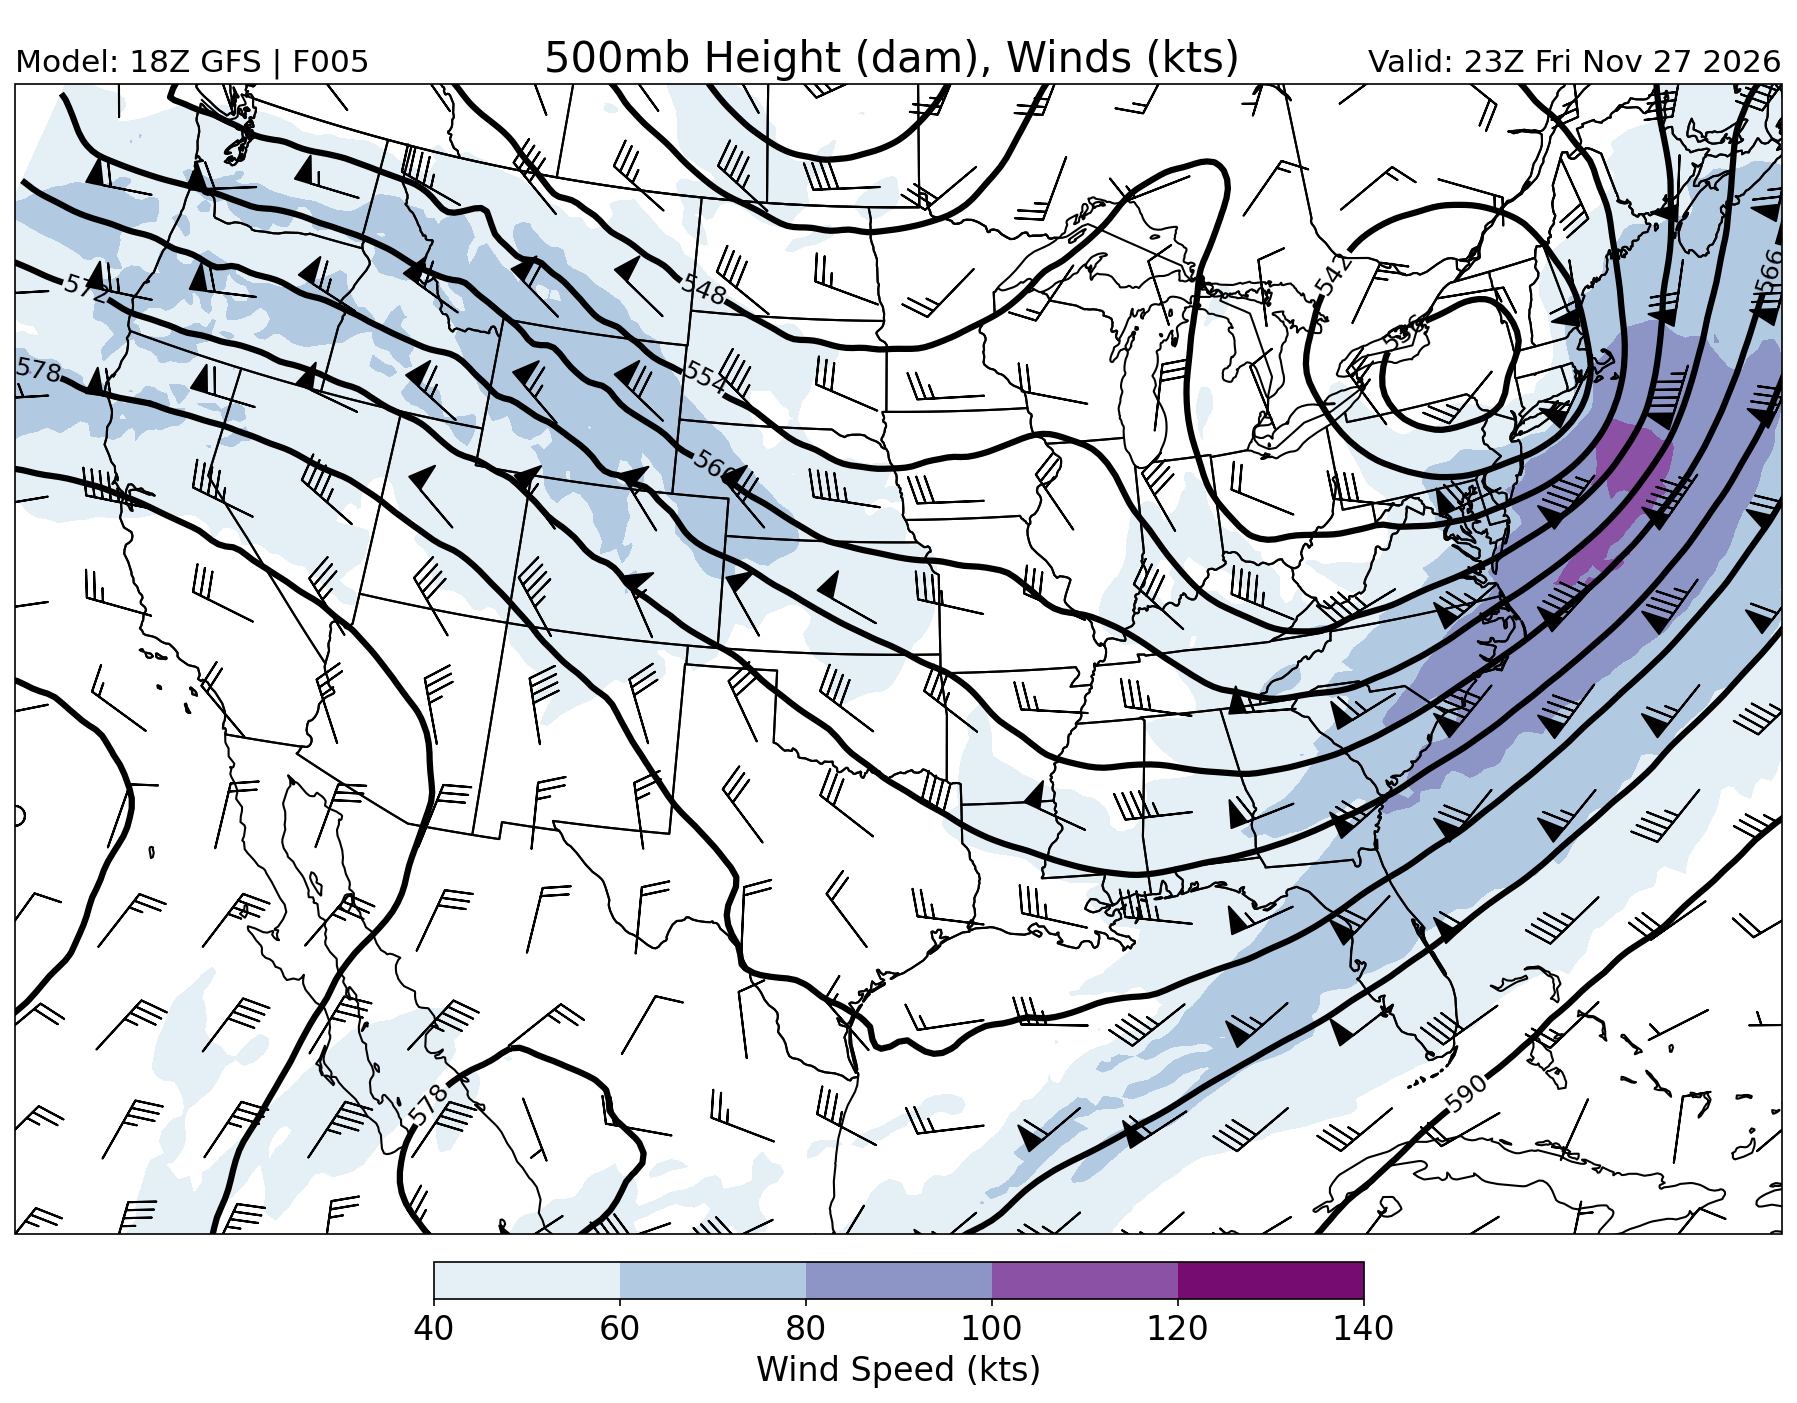 Model: 18Z GFS | F005
500mb Height (dam), Winds (kts)
Valid: 23Z Fri Nov 27 2026
542
566
572
548
578
554
560
578
590
40 60 80 100 120 140
Wind Speed (kts)